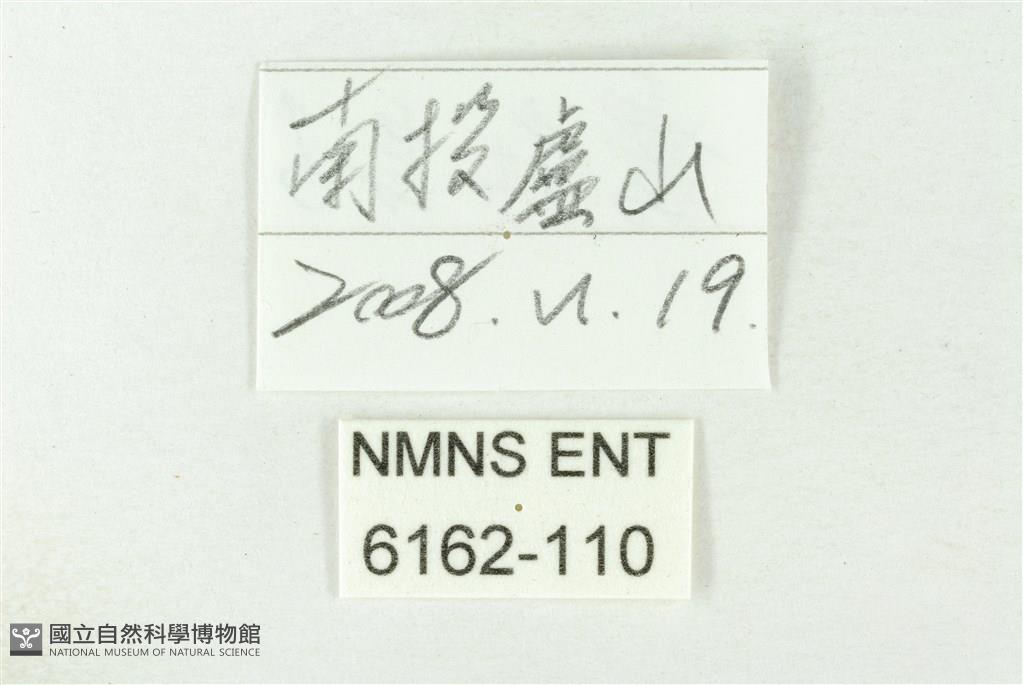 南投盧山
2008. VI. 19.
NMNS ENT
6162-110
國立自然科學博物館
NATIONAL MUSEUM OF NATURAL SCIENCE